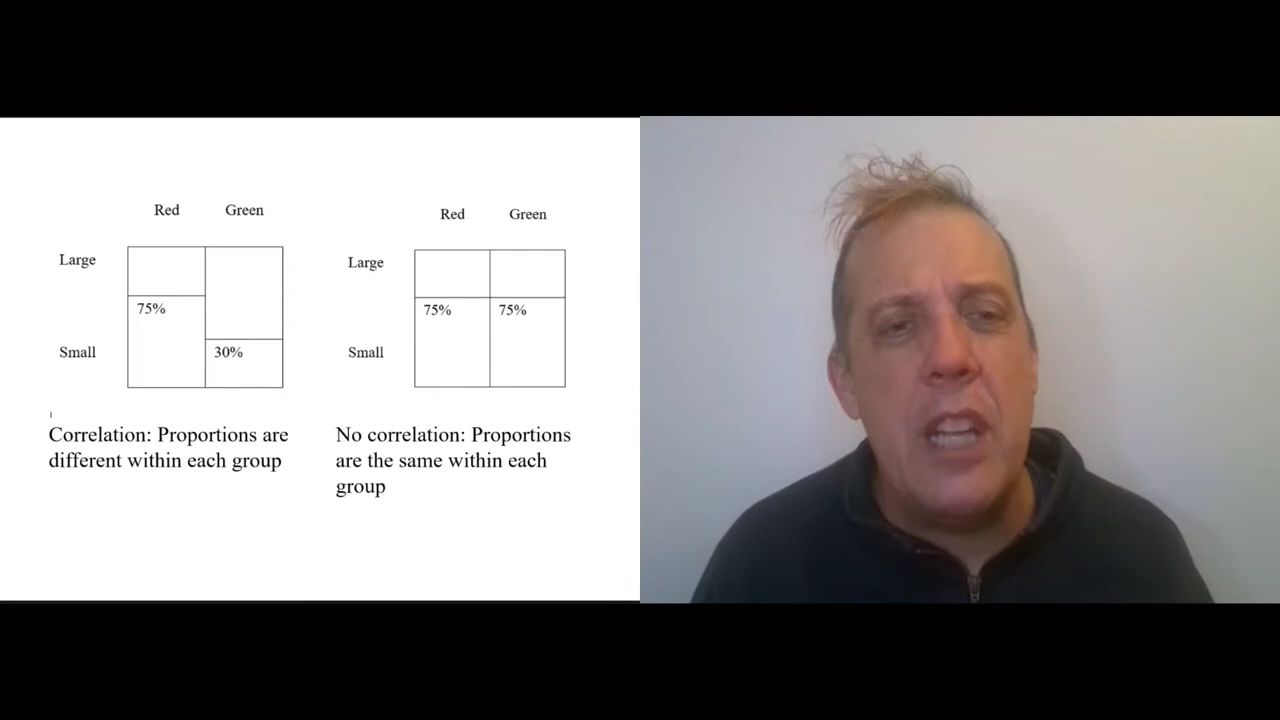 Red Green
Large
75%
Small
30%
Correlation: Proportions are
different within each group
Red Green
Large
75% 75%
Small
No correlation: Proportions
are the same within each
group